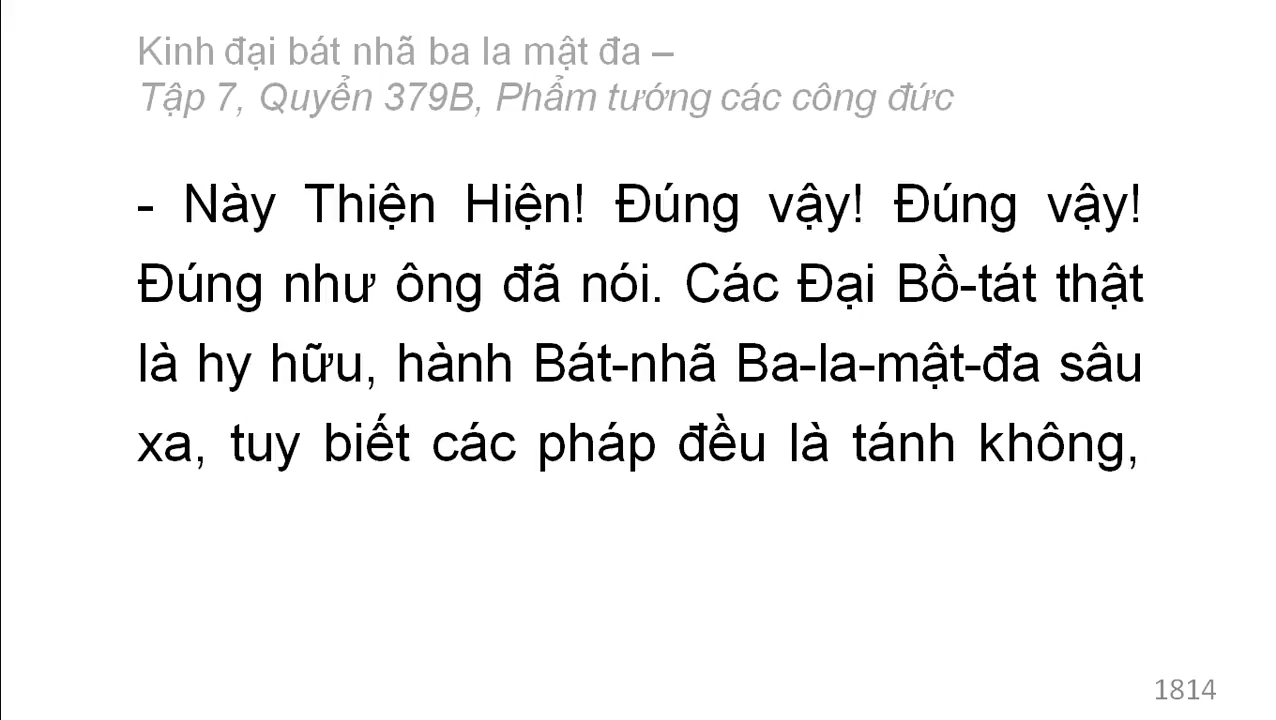 Kinh đại bát nhã ba la mật đa –
Tập 7, Quyển 379B, Phẩm tướng các công đức
- Này Thiện Hiện! Đúng vậy! Đúng vậy!
Đúng như ông đã nói. Các Đại Bồ-tát thật
là hy hữu, hành Bát-nhã Ba-la-mật-đa sâu
xa, tuy biết các pháp đều là tánh không,
1814